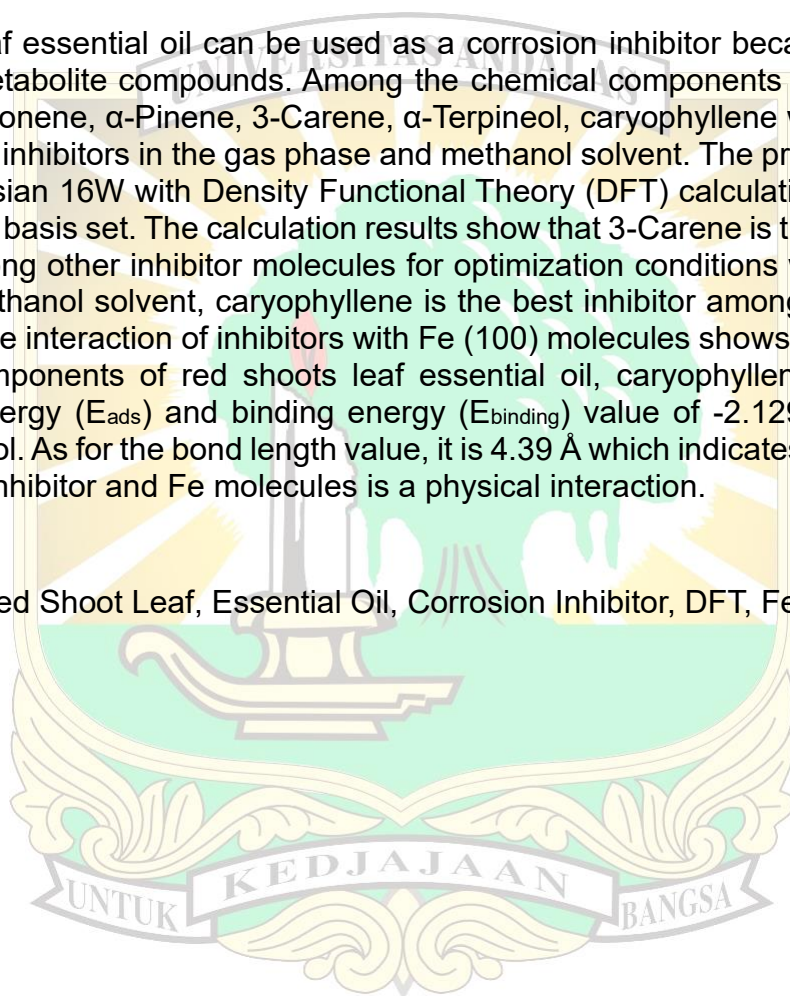 UNIVERSITAS ANDALAS
af essential oil can be used as a corrosion inhibitor beca
etabolite compounds. Among the chemical components
onene, α-Pinene, 3-Carene, α-Terpineol, caryophyllene
inhibitors in the gas phase and methanol solvent. The pr
sian 16W with Density Functional Theory (DFT) calculati
basis set. The calculation results show that 3-Carene is t
ng other inhibitor molecules for optimization conditions
thanol solvent, caryophyllene is the best inhibitor among
e interaction of inhibitors with Fe (100) molecules shows
mponents of red shoots leaf essential oil, caryophyllen
ergy (Eads) and binding energy (Ebinding) value of -2.129
ol. As for the bond length value, it is 4.39 Å which indicates
nhibitor and Fe molecules is a physical interaction.
ed Shoot Leaf, Essential Oil, Corrosion Inhibitor, DFT, Fe
UNTUK KEDJAJAAN BANGSA